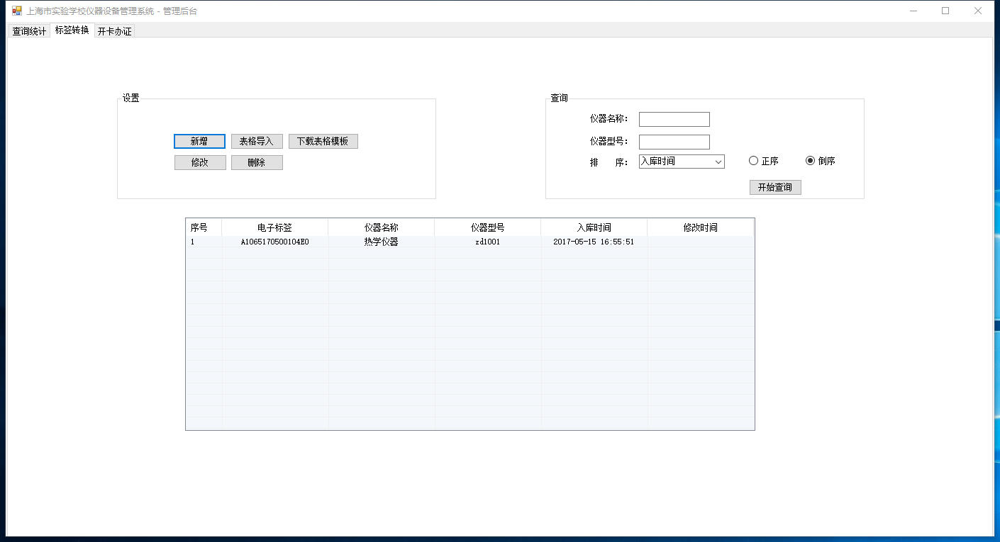 上海市实验学校仪器设备管理系统 - 管理后台
查询统计 标签转换 开卡办证
设置
新增 表格导入 下载表格模板
修改 删除
查询
仪器名称：
仪器型号：
排 序： 入库时间 正序 倒序
开始查询
序号 电子标签 仪器名称 仪器型号 入库时间 修改时间
1 A1065170500104E0 热学仪器 zd1001 2017-05-15 16:55:51